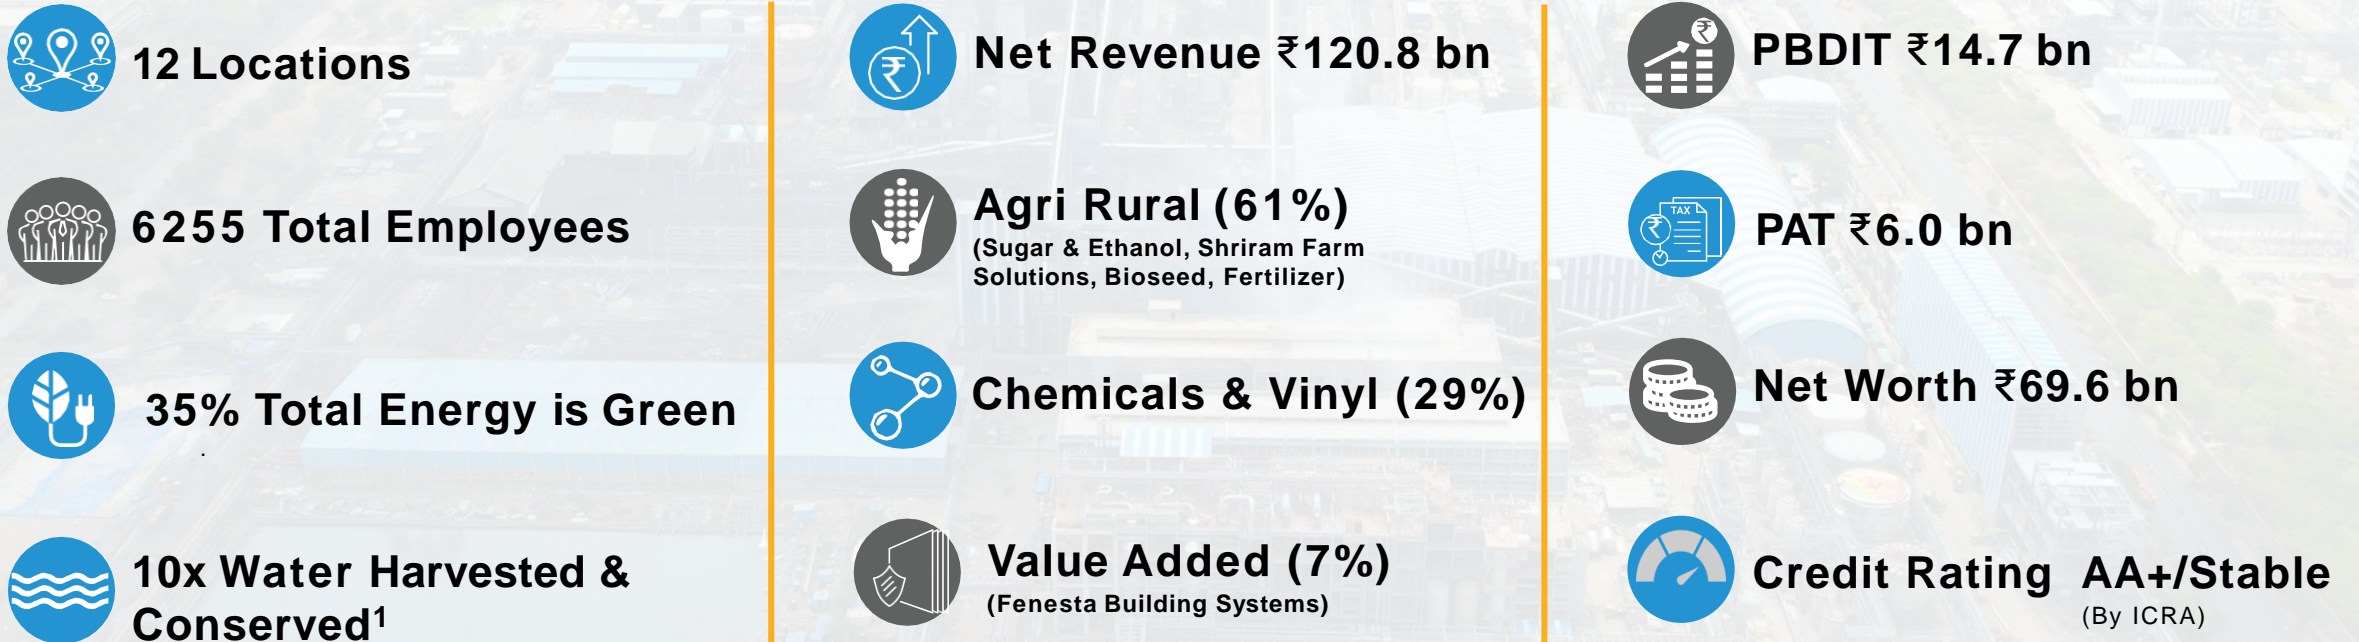 12 Locations
6255 Total Employees
35% Total Energy is Green
.
10x Water Harvested &
Conserved¹
Net Revenue ₹120.8 bn
Agri Rural (61%)
(Sugar & Ethanol, Shriram Farm
Solutions, Bioseed, Fertilizer)
Chemicals & Vinyl (29%)
Value Added (7%)
(Fenesta Building Systems)
₹
PBDIT ₹14.7 bn
TAX
₹
PAT ₹6.0 bn
Net Worth ₹69.6 bn
Credit Rating AA+/Stable
(By ICRA)